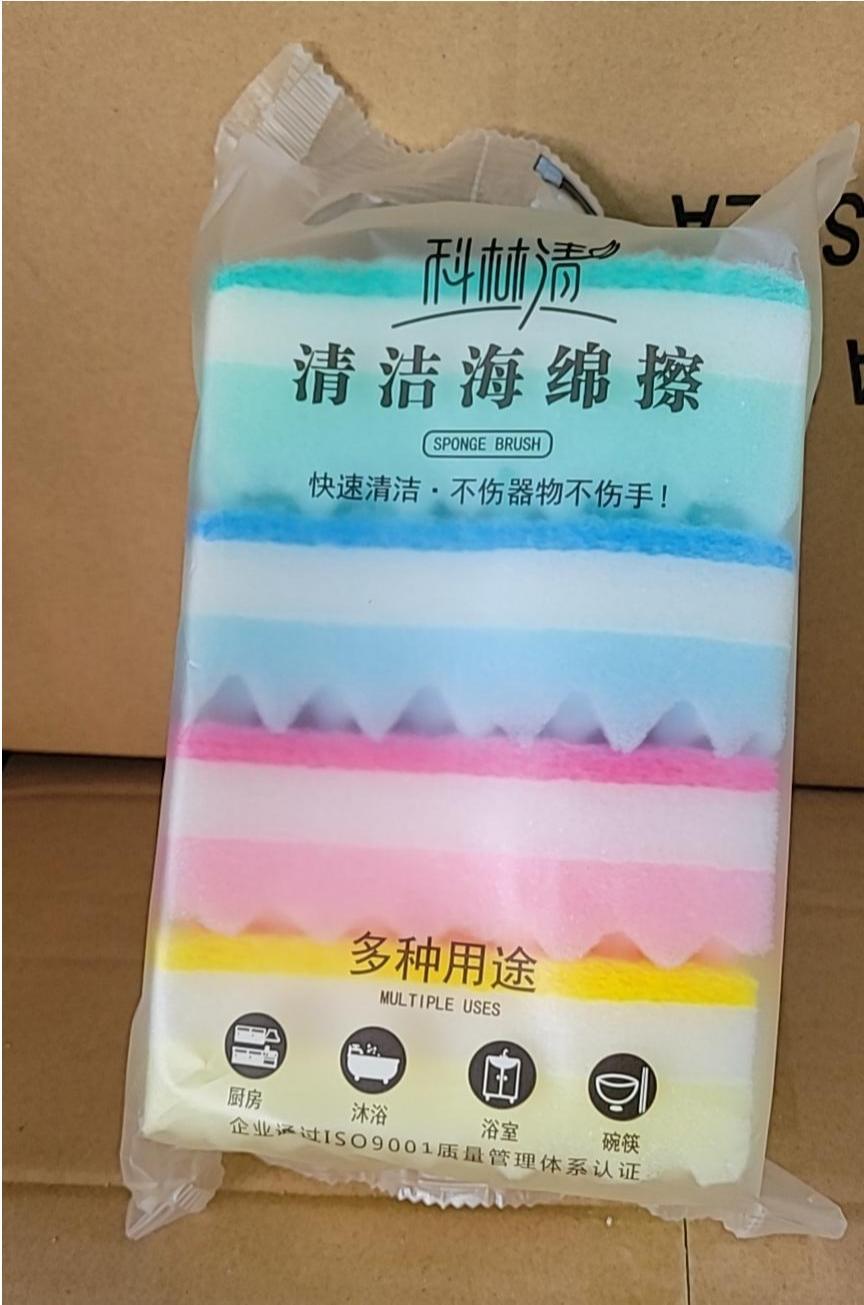 科林清
清洁海绵擦
SPONGE BRUSH
快速清洁·不伤器物不伤手!
多种用途
MULTIPLE USES
厨房 沐浴 浴室 碗筷
企业通过ISO9001质量管理体系认证